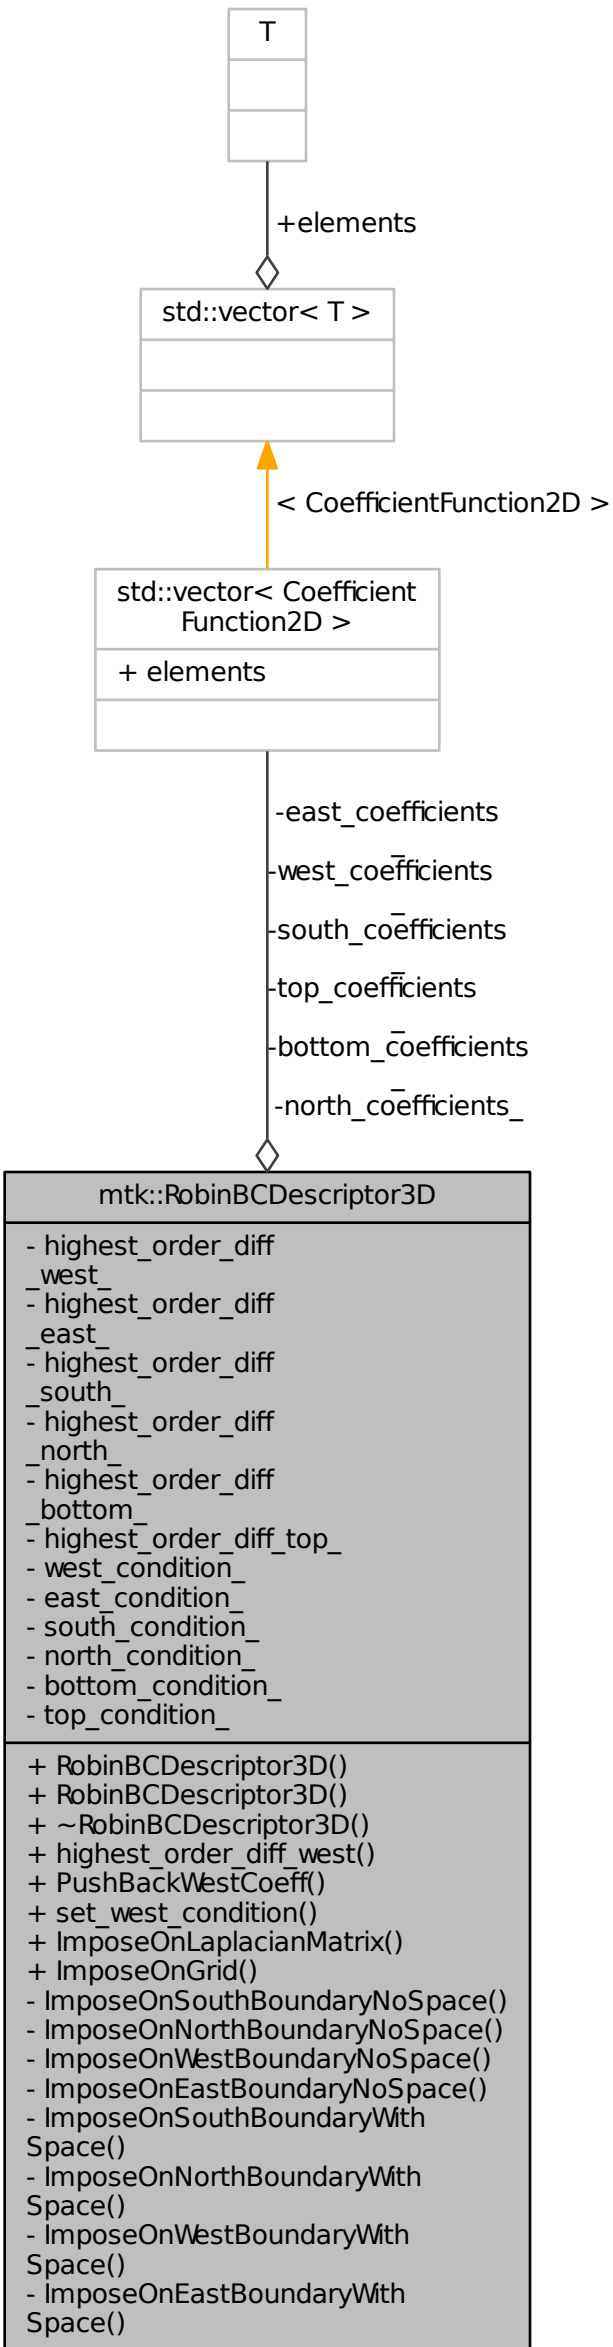 T
+elements
std::vector< T >
< CoefficientFunction2D >
std::vector< Coefficient
Function2D >
+ elements
-east_coefficients
_
-west_coefficients
_
-south_coefficients
_
-top_coefficients
_
-bottom_coefficients
_
-north_coefficients_
mtk::RobinBCDescriptor3D
- highest_order_diff
_west_
- highest_order_diff
_east_
- highest_order_diff
_south_
- highest_order_diff
_north_
- highest_order_diff
_bottom_
- highest_order_diff_top_
- west_condition_
- east_condition_
- south_condition_
- north_condition_
- bottom_condition_
- top_condition_
+ RobinBCDescriptor3D()
+ RobinBCDescriptor3D()
+ ~RobinBCDescriptor3D()
+ highest_order_diff_west()
+ PushBackWestCoeff()
+ set_west_condition()
+ ImposeOnLaplacianMatrix()
+ ImposeOnGrid()
- ImposeOnSouthBoundaryNoSpace()
- ImposeOnNorthBoundaryNoSpace()
- ImposeOnWestBoundaryNoSpace()
- ImposeOnEastBoundaryNoSpace()
- ImposeOnSouthBoundaryWith
Space()
- ImposeOnNorthBoundaryWith
Space()
- ImposeOnWestBoundaryWith
Space()
- ImposeOnEastBoundaryWith
Space()